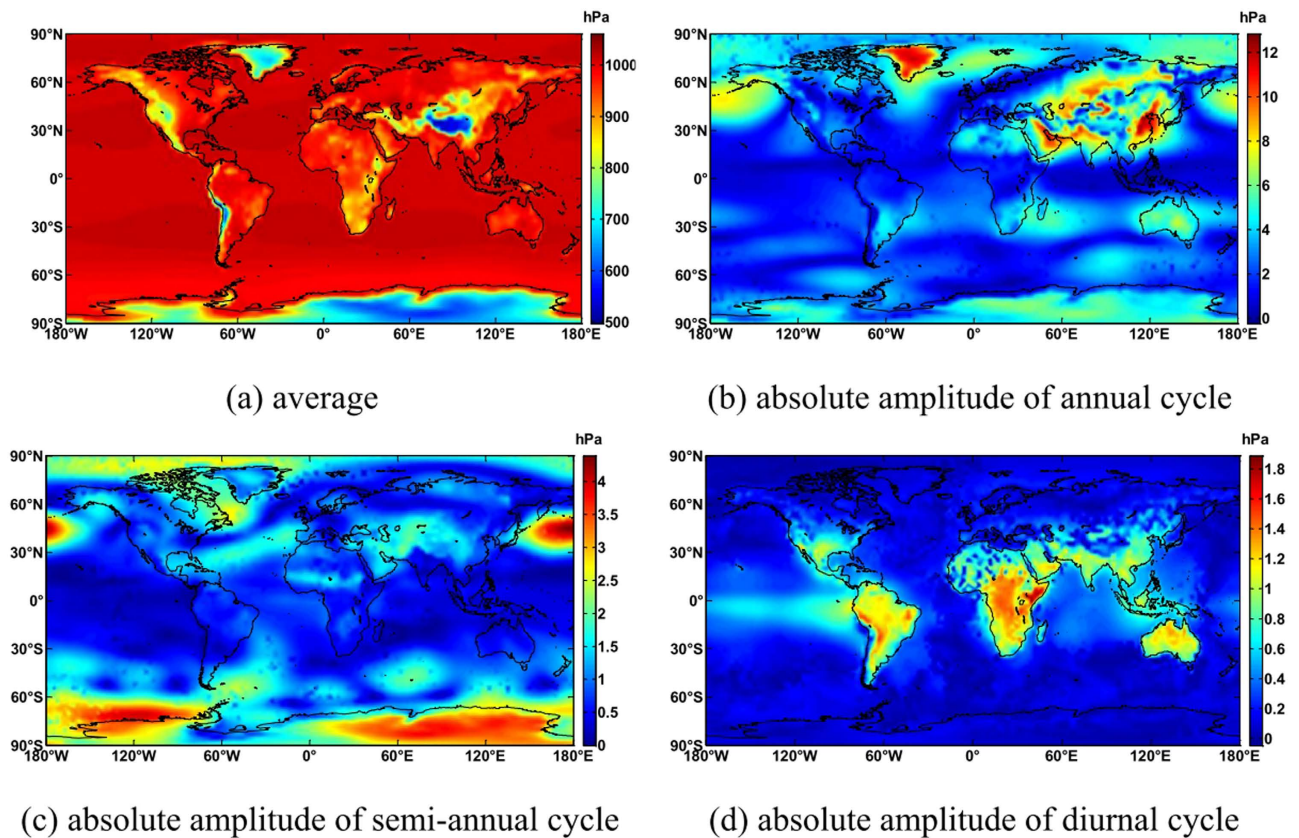 hPa
90°N
60°N
30°N
0°
30°S
60°S
90°S
180°W 120°W 60°W 0° 60°E 120°E 180°E
1000
900
800
700
600
500
(a) average
hPa
90°N
60°N
30°N
0°
30°S
60°S
90°S
180°W 120°W 60°W 0° 60°E 120°E 180°E
12
10
8
6
4
2
0
(b) absolute amplitude of annual cycle
hPa
90°N
60°N
30°N
0°
30°S
60°S
90°S
180°W 120°W 60°W 0° 60°E 120°E 180°E
4
3.5
3
2.5
2
1.5
1
0.5
0
(c) absolute amplitude of semi-annual cycle
hPa
90°N
60°N
30°N
0°
30°S
60°S
90°S
180°W 120°W 60°W 0° 60°E 120°E 180°E
1.8
1.6
1.4
1.2
1
0.8
0.6
0.4
0.2
0
(d) absolute amplitude of diurnal cycle